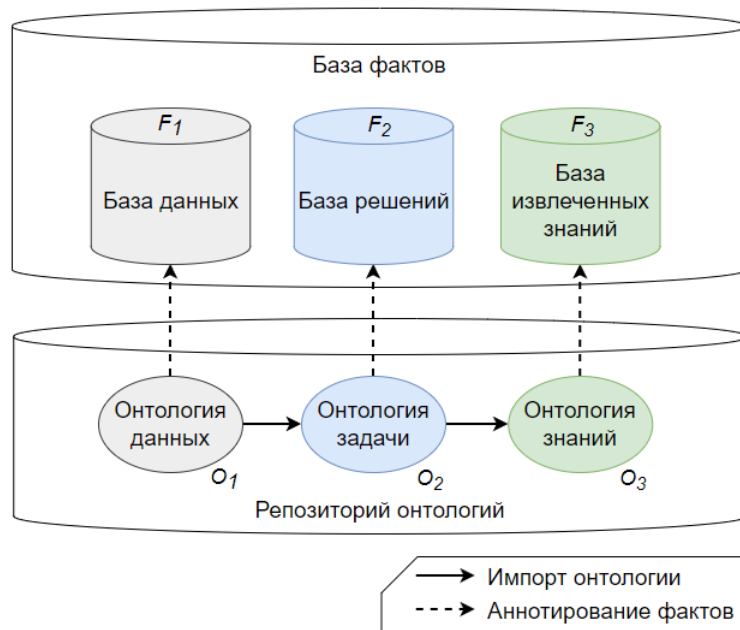 База фактов
F1 F2 F3
База данных
База решений
База
извлеченных
знаний
Онтология
данных
Онтология
задачи
Онтология
знаний
O1 O2 O3
Репозиторий онтологий
Импорт онтологии
Аннотирование фактов